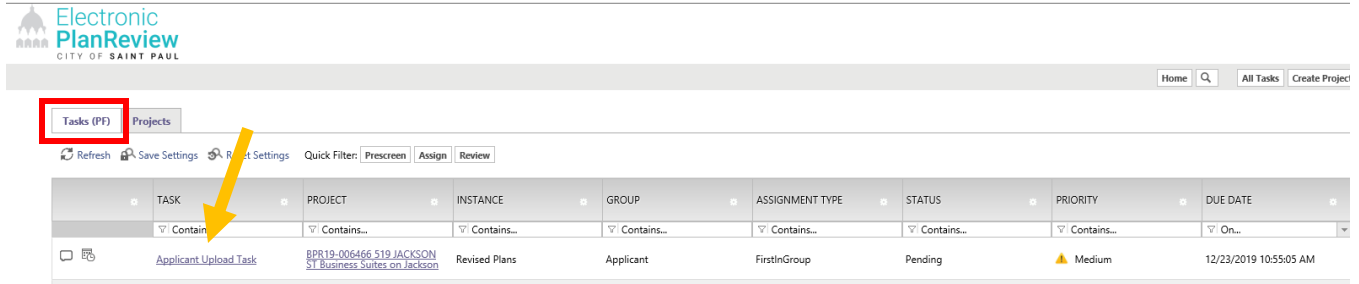 Electronic
PlanReview
CITY OF SAINT PAUL
Home All Tasks Create Project
Tasks (PF) Projects
Refresh Save Settings Settings Quick Filter: Prescreen Assign Review
TASK PROJECT INSTANCE GROUP ASSIGNMENT TYPE STATUS PRIORITY DUE DATE
Contains... Contains... Contains... Contains... Contains... Contains... On...
Applicant Upload Task BPR19-006466 519 JACKSON Revised Plans Applicant FirstInGroup Pending Medium 12/23/2019 10:55:05 AM
ST Business Suites on Jackson